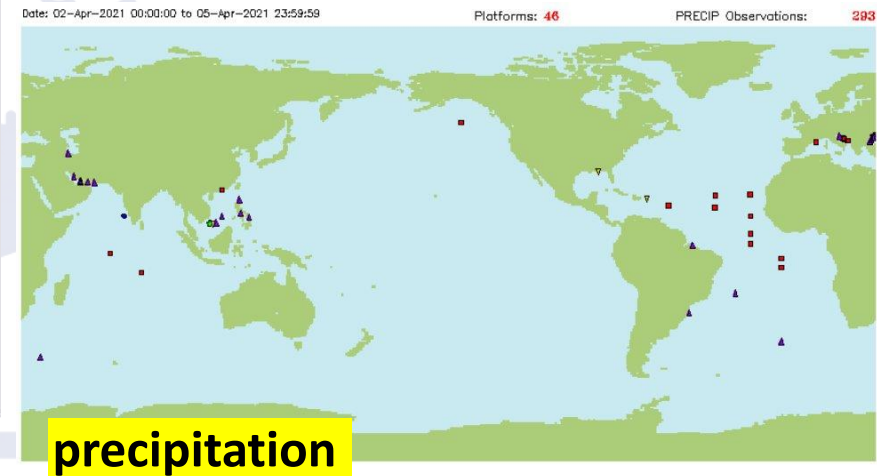 Date: 02-Apr-2021 00:00:00 to 05-Apr-2021 23:59:59 Platforms: 46 PRECIP Observations: 293
precipitation